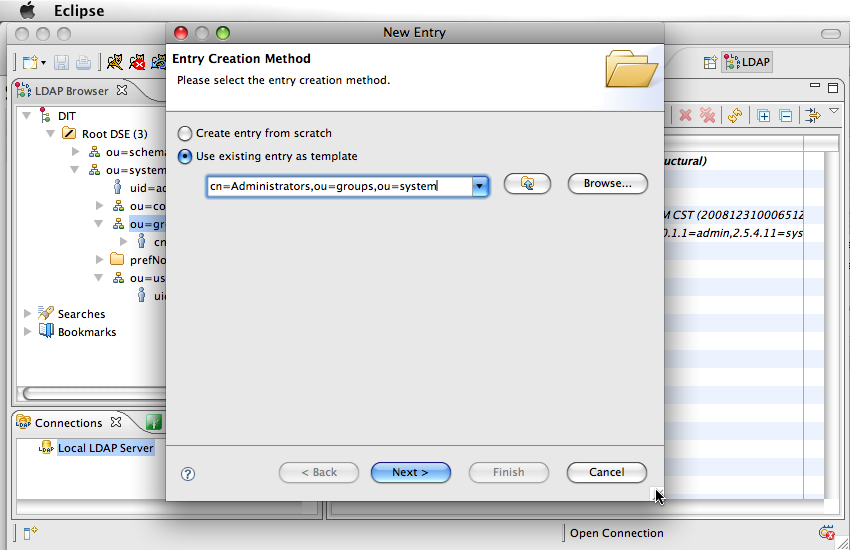 Eclipse
New Entry
Entry Creation Method
Please select the entry creation method.
LDAP
LDAP Browser
DIT
Root DSE (3)
Create entry from scratch
uctural)
ou=schema
Use existing entry as template
ou=system
uid=ad
cn=Administrators,ou=groups,ou=system
Browse...
ou=co
M CST (200812310006512
ou=gr
0.1.1=admin,2.5.4.11=sys
cn
prefNo
ou=us
uid
Searches
Bookmarks
Connections
Local LDAP Server
< Back
Next >
Finish
Cancel
Open Connection